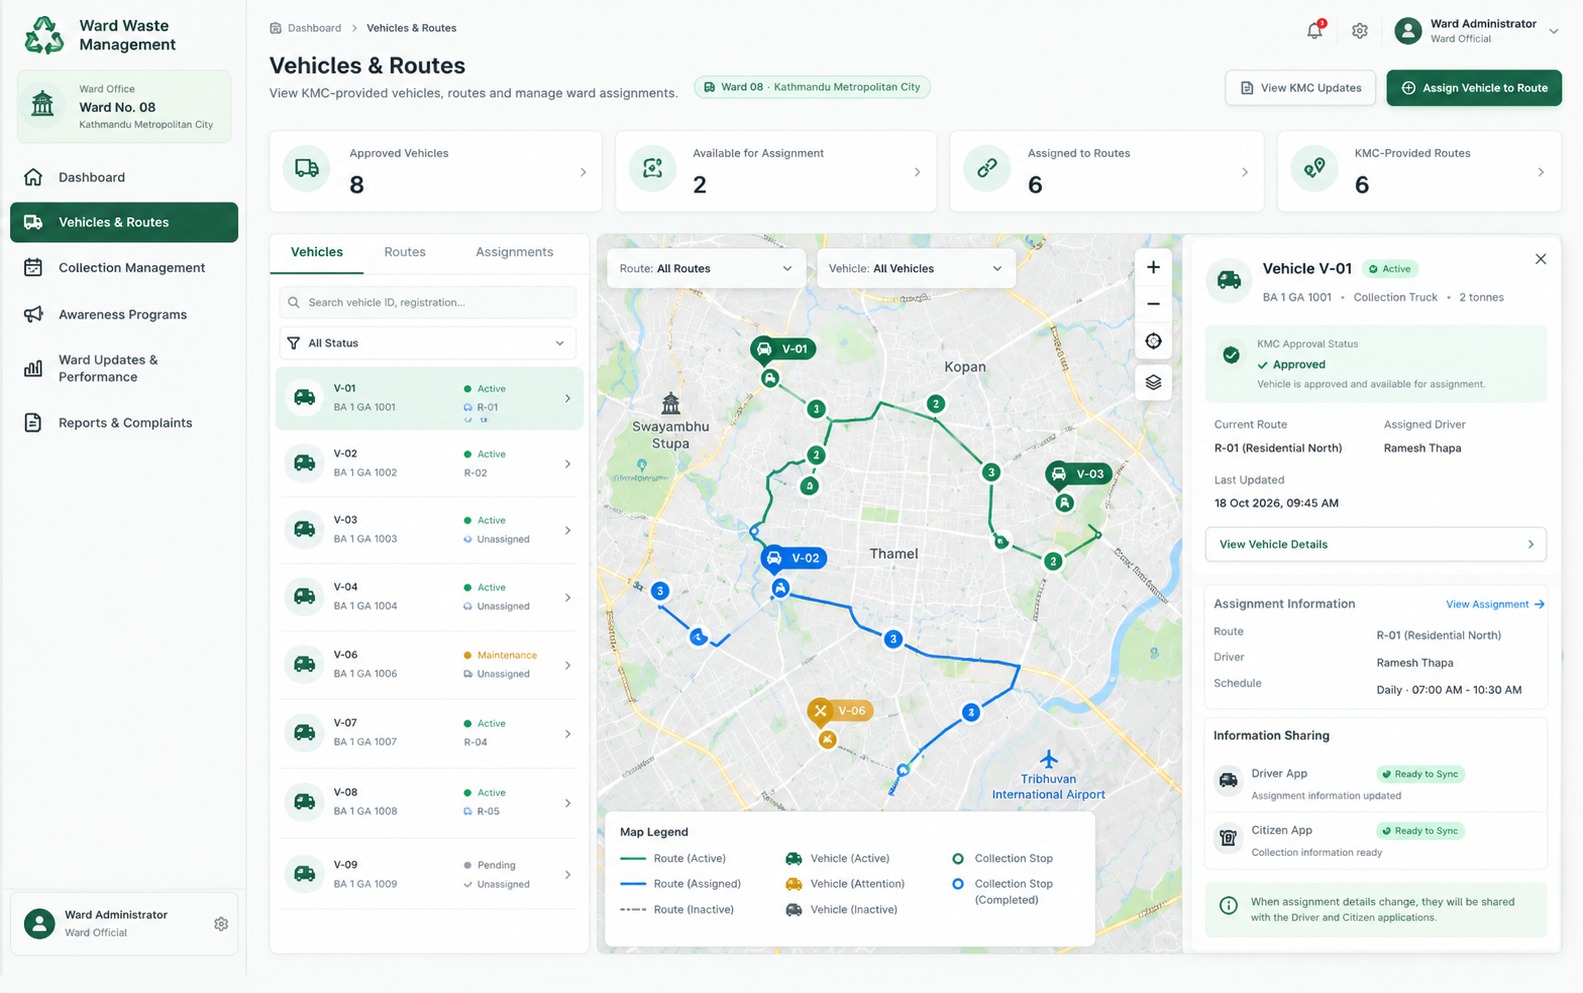 Ward Waste
Management
Ward Office
Ward No. 08
Kathmandu Metropolitan City
Dashboard
Vehicles & Routes
Collection Management
Awareness Programs
Ward Updates &
Performance
Reports & Complaints
Ward Administrator
Ward Official
Dashboard > Vehicles & Routes
3
Ward Administrator
Ward Official
Vehicles & Routes
View KMC-provided vehicles, routes and manage ward assignments.
Ward 08 · Kathmandu Metropolitan City
View KMC Updates
Assign Vehicle to Route
Approved Vehicles
8
Available for Assignment
2
Assigned to Routes
6
KMC-Provided Routes
6
Vehicles Routes Assignments
Search vehicle ID, registration...
All Status
V-01 Active
BA 1 GA 1001 R-01
V-02 Active
BA 1 GA 1002 R-02
V-03 Active
BA 1 GA 1003 Unassigned
V-04 Active
BA 1 GA 1004 Unassigned
V-06 Maintenance
BA 1 GA 1006 Unassigned
V-07 Active
BA 1 GA 1007 R-04
V-08 Active
BA 1 GA 1008 R-05
V-09 Pending
BA 1 GA 1009 Unassigned
Route: All Routes
Vehicle: All Vehicles
V-01
Kopan
3
2
Swayambhu
Stupa
2
3
V-03
Thamel
V-02
2
3
3
V-06
Tribhuvan
International Airport
Map Legend
Route (Active) Vehicle (Active) Collection Stop
Route (Assigned) Vehicle (Attention) Collection Stop
(Completed)
Route (Inactive) Vehicle (Inactive)
Vehicle V-01 Active
BA 1 GA 1001 • Collection Truck • 2 tonnes
KMC Approval Status
Approved
Vehicle is approved and available for assignment.
Current Route Assigned Driver
R-01 (Residential North) Ramesh Thapa
Last Updated
18 Oct 2026, 09:45 AM
View Vehicle Details
Assignment Information View Assignment →
Route R-01 (Residential North)
Driver Ramesh Thapa
Schedule Daily · 07:00 AM - 10:30 AM
Information Sharing
Driver App Ready to Sync
Assignment information updated
Citizen App Ready to Sync
Collection information ready
When assignment details change, they will be shared
with the Driver and Citizen applications.